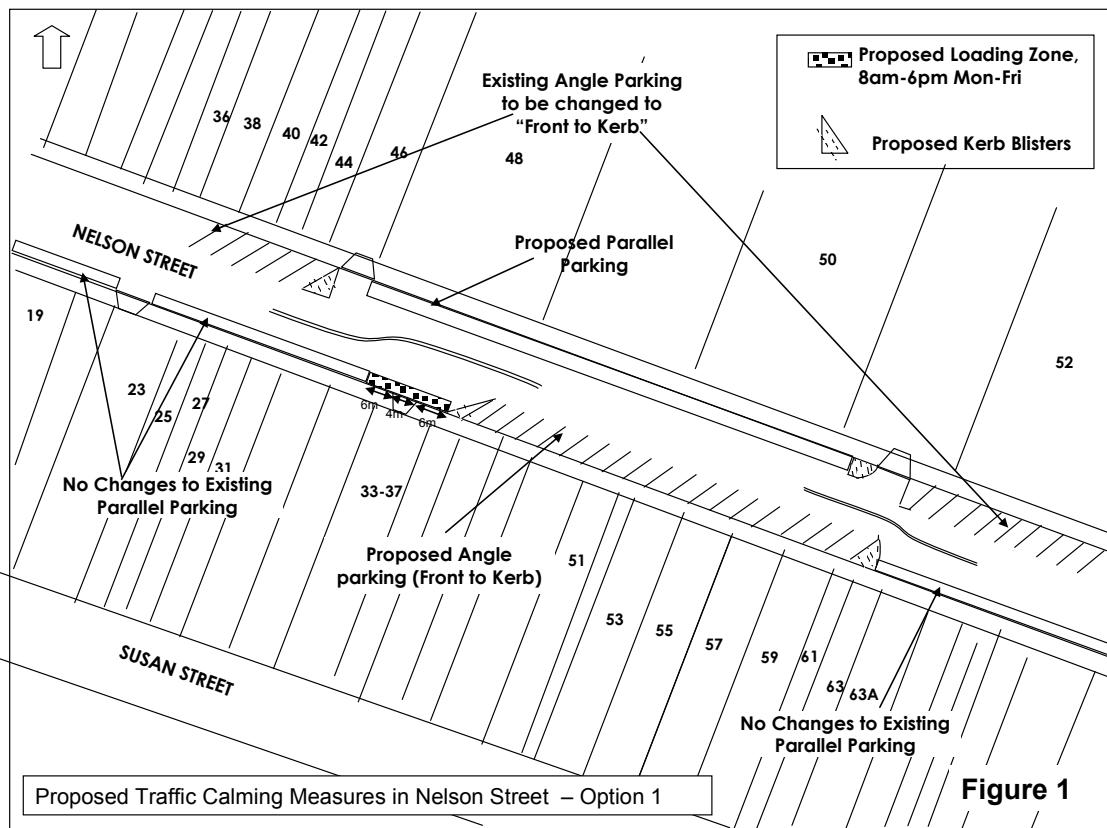 Proposed Loading Zone,
8am-6pm Mon-Fri
Proposed Kerb Blisters
Existing Angle Parking
to be changed to
“Front to Kerb”
36
38
40
42
44
46
48
50
52
NELSON STREET
Proposed Parallel
Parking
19
23
25
27
29
31
33-37
6m
4m
6m
No Changes to Existing
Parallel Parking
Proposed Angle
parking (Front to Kerb)
51
53
55
57
59
61
63
63A
No Changes to Existing
Parallel Parking
SUSAN STREET
Proposed Traffic Calming Measures in Nelson Street – Option 1
Figure 1